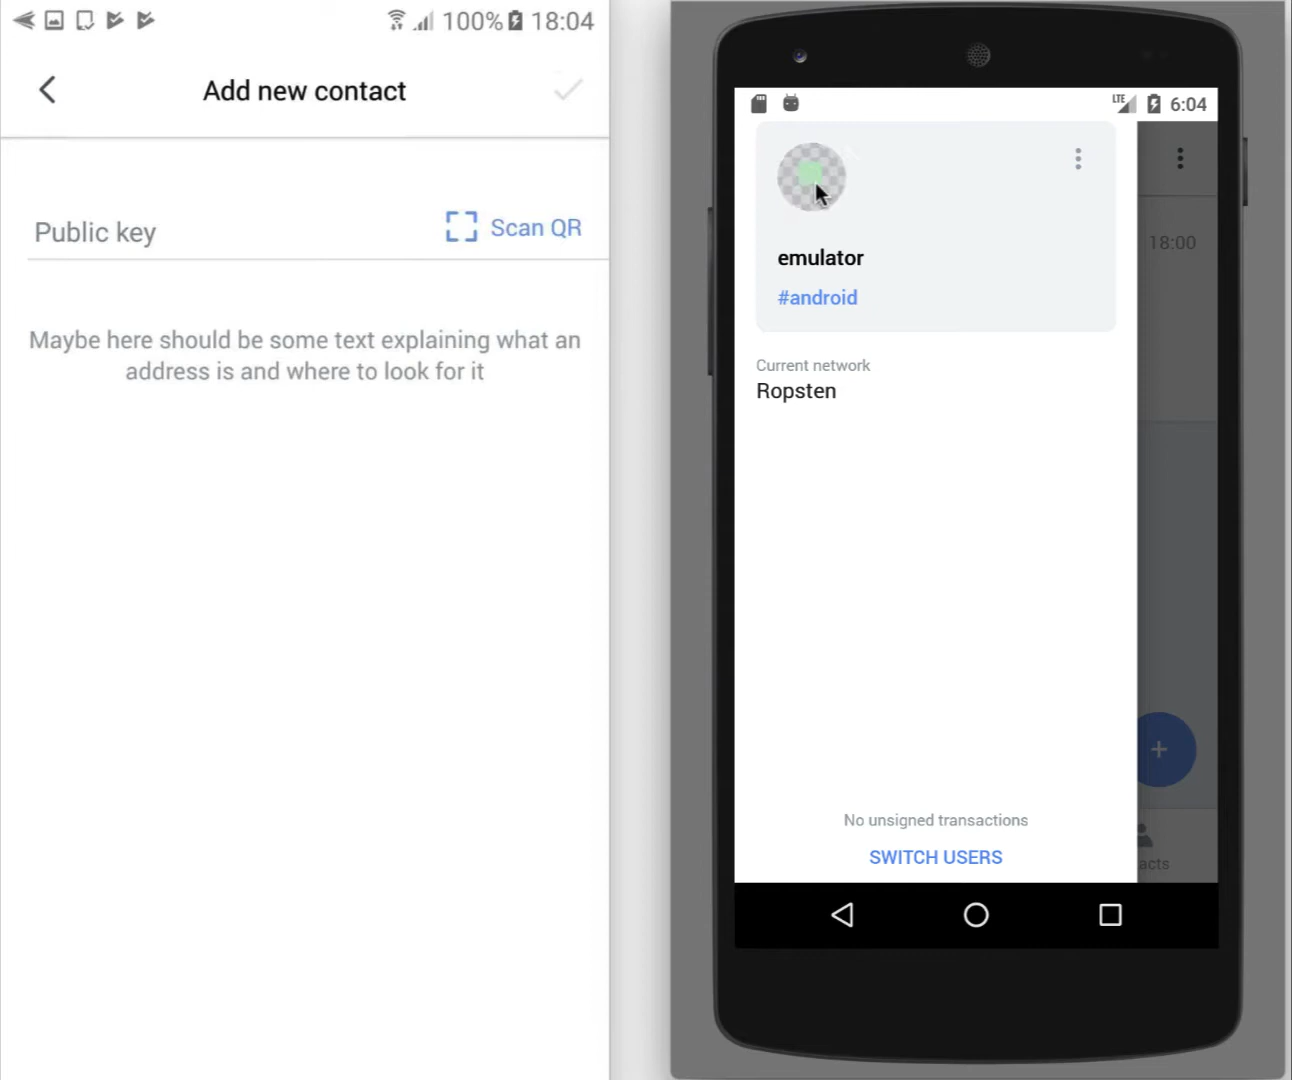 100% 18:04
Add new contact
Public key
Scan QR
Maybe here should be some text explaining what an
address is and where to look for it
LTE 6:04
18:00
emulator
#android
Current network
Ropsten
+
acts
No unsigned transactions
SWITCH USERS